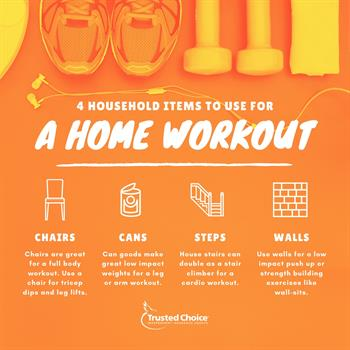 4 HOUSEHOLD ITEMS TO USE FOR
A HOME WORKOUT
CHAIRS
Chairs are great
for a full body
workout. Use a
chair for tricep
dips and leg lifts.
CANS
Can goods make
great low impact
weights for a leg
or arm workout.
STEPS
House stairs can
double as a stair
climber for a
cardio workout.
WALLS
Use walls for a low
impact push up or
strength building
exercises like
wall-sits.
Trusted Choice
INDEPENDENT INSURANCE AGENTS